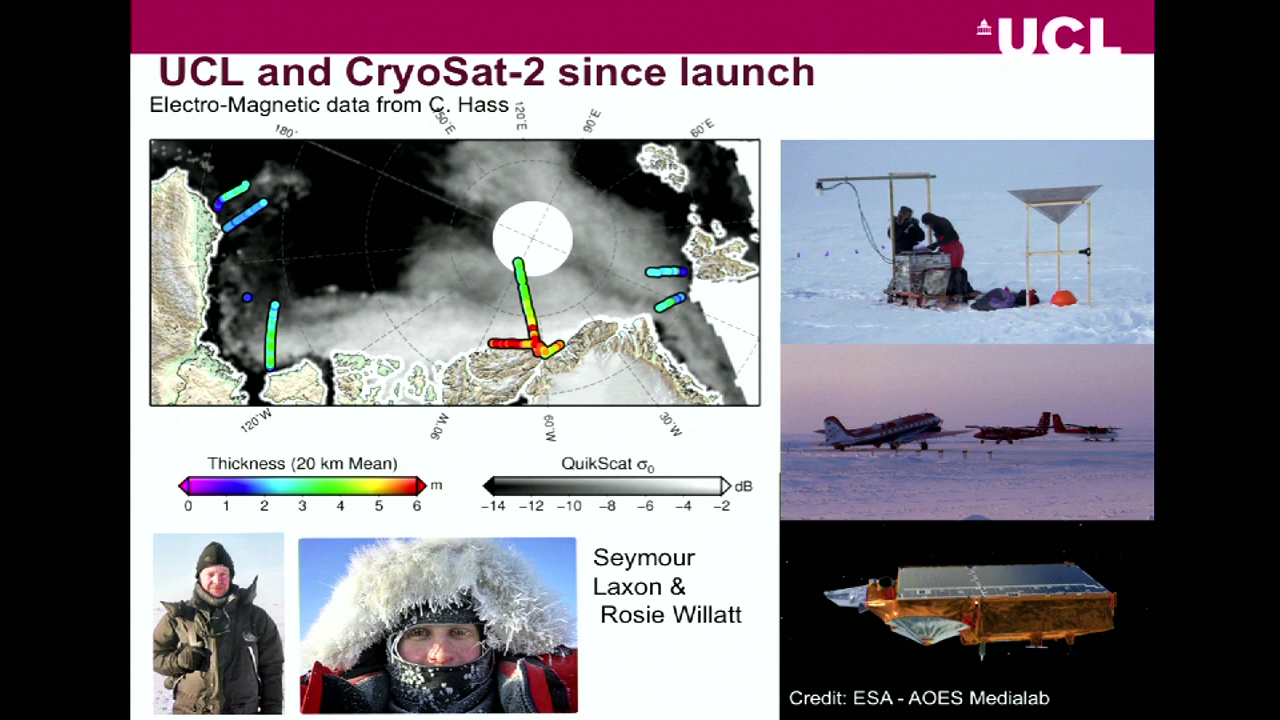 UCL
UCL and CryoSat-2 since launch
Electro-Magnetic data from C. Hass
180°
150°E
120°E
90°E
60°E
120°W
90°W
60°W
30°W
Thickness (20 km Mean)
m
0 1 2 3 4 5 6
QuikScat σ0
dB
−14 −12 −10 −8 −6 −4 −2
Seymour
Laxon &
Rosie Willatt
Credit: ESA - AOES Medialab